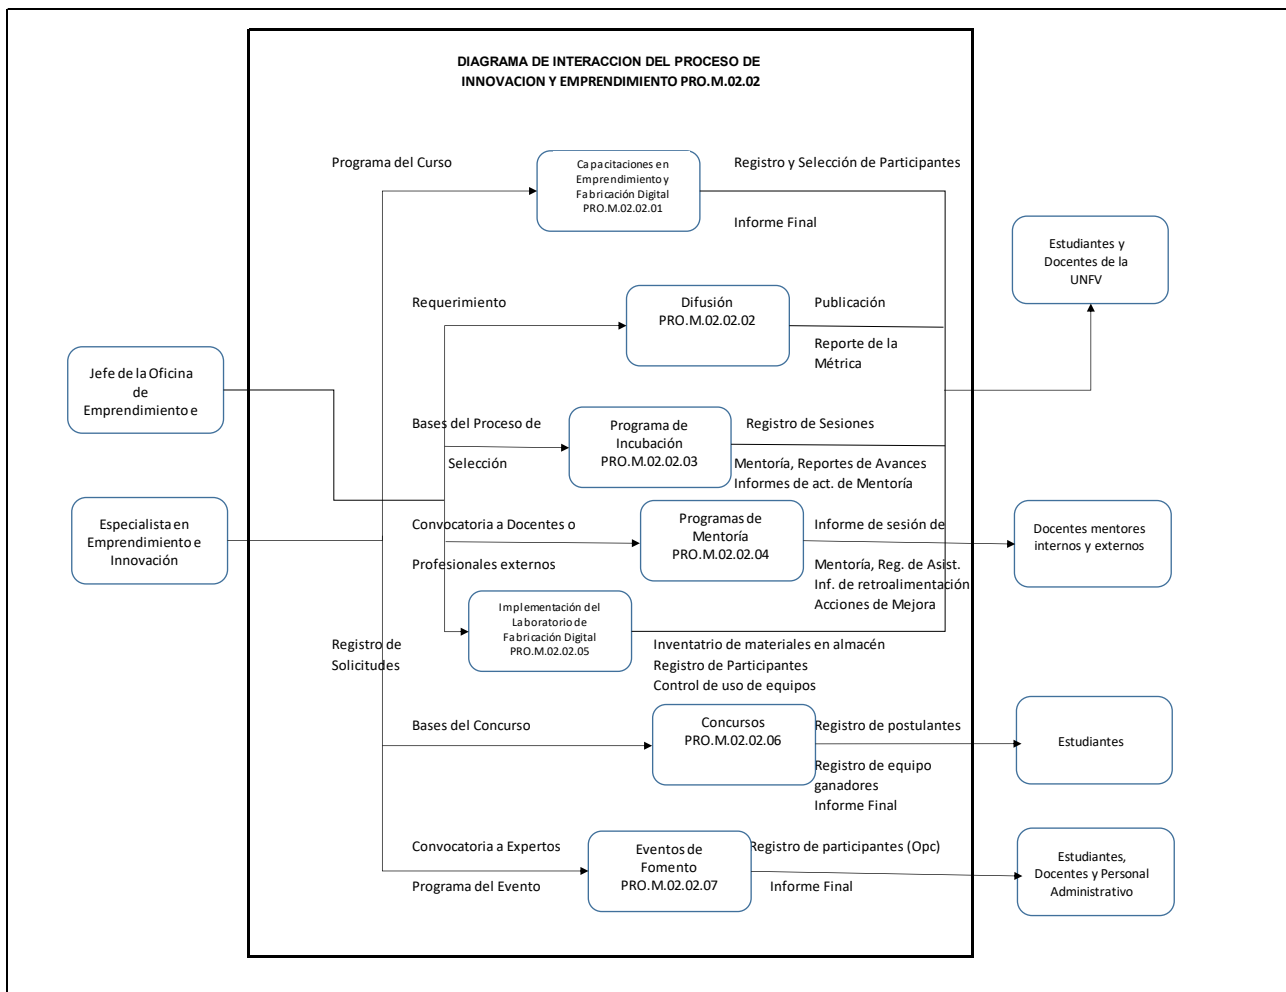 DIAGRAMA DE INTERACCION DEL PROCESO DE
INNOVACION Y EMPRENDIMIENTO PRO.M.02.02
Programa del Curso
Capacitaciones en
Emprendimiento y
Fabricación Digital
PRO.M.02.02.01
Registro y Selección de Participantes
Informe Final
Estudiantes y
Docentes de la
UNFV
Requerimiento
Difusión
PRO.M.02.02.02
Publicación
Reporte de la
Métrica
Jefe de la Oficina
de
Emprendimiento e
Bases del Proceso de
Selección
Programa de
Incubación
PRO.M.02.02.03
Registro de Sesiones
Mentoría, Reportes de Avances
Informes de act. de Mentoría
Especialista en
Emprendimiento e
Innovación
Convocatoria a Docentes o
Profesionales externos
Programas de
Mentoría
PRO.M.02.02.04
Informe de sesión de
Mentoría, Reg. de Asist.
Inf. de retroalimentación
Acciones de Mejora
Docentes mentores
internos y externos
Registro de
Solicitudes
Implementación del
Laboratorio de
Fabricación Digital
PRO.M.02.02.05
Inventatrio de materiales en almacén
Registro de Participantes
Control de uso de equipos
Bases del Concurso
Concursos
PRO.M.02.02.06
Registro de postulantes
Registro de equipo
ganadores
Informe Final
Estudiantes
Convocatoria a Expertos
Programa del Evento
Eventos de
Fomento
PRO.M.02.02.07
Registro de participantes (Opc)
Informe Final
Estudiantes,
Docentes y Personal
Administrativo